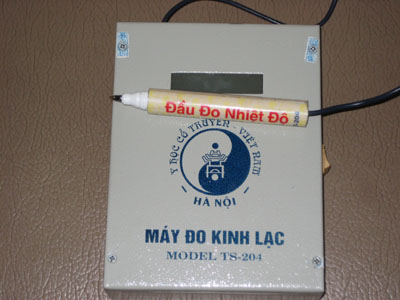 Đầu Đo Nhiệt Độ
Y HỌC CỔ TRUYỀN - VIỆT NAM
- HÀ NỘI -
MÁY ĐO KINH LẠC
MODEL TS-204